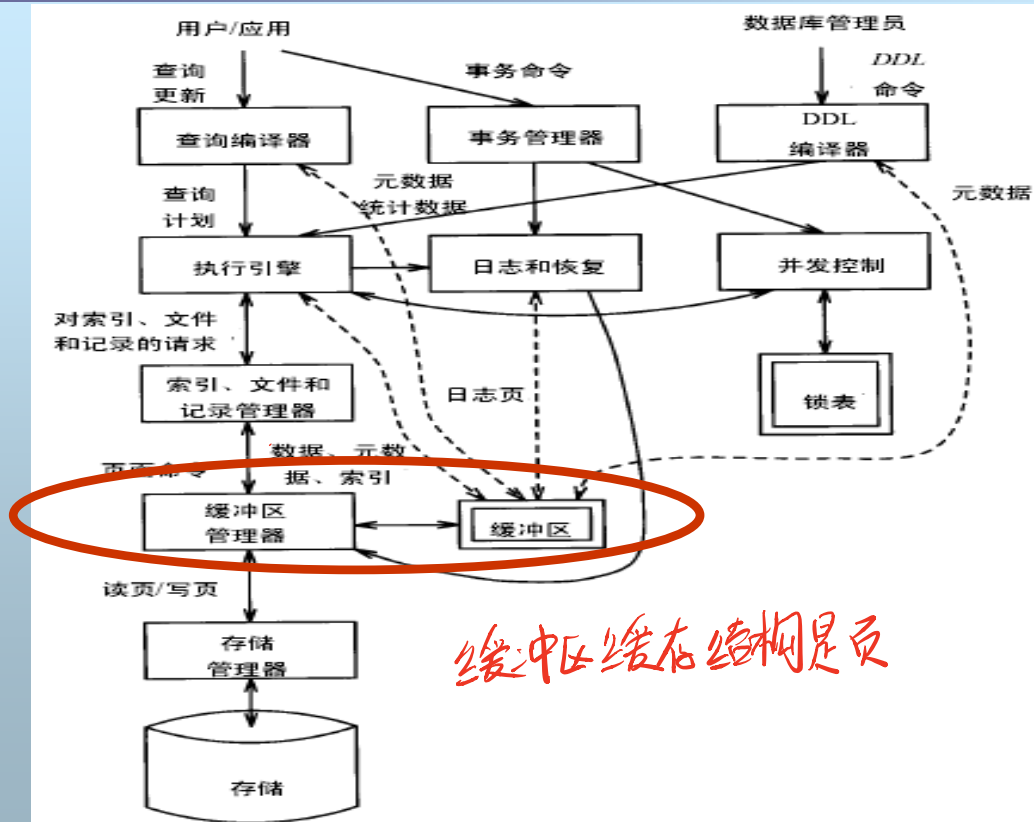 用户/应用
数据库管理员
查询
更新
事务命令
DDL
命令
查询编译器
事务管理器
DDL
编译器
查询
计划
元数据
统计数据
元数据
执行引擎
日志和恢复
并发控制
对索引、文件
和记录的请求
索引、文件和
记录管理器
日志页
锁表
页面命令
数据、元数
据、索引
缓冲区
管理器
缓冲区
读页/写页
存储
管理器
缓冲区缓存结构是页
存储